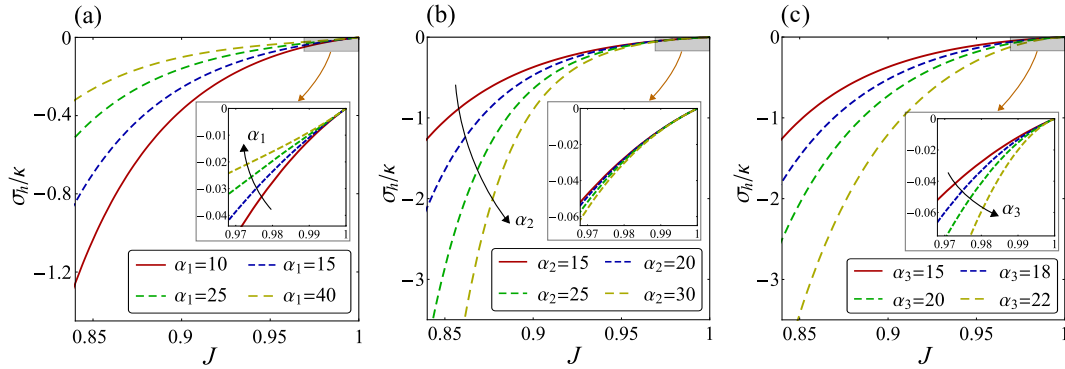 (a)
0
−0.4
−0.8
−1.2
σh/κ
0.85 0.9 0.95 1
J
α1
0
−0.01
−0.02
−0.03
−0.04
0.97 0.98 0.99 1
α1=10 α1=15
α1=25 α1=40
(b)
0
−1
−2
−3
σh/κ
0.85 0.9 0.95 1
J
α2
0
−0.02
−0.04
−0.06
0.97 0.98 0.99 1
α2=15 α2=20
α2=25 α2=30
(c)
0
−1
−2
−3
σh/κ
0.85 0.9 0.95 1
J
α3
0
−0.02
−0.04
−0.06
0.97 0.98 0.99 1
α3=15 α3=18
α3=20 α3=22